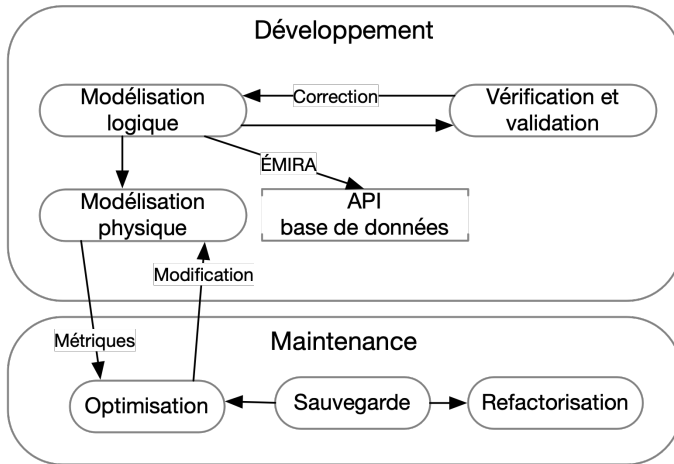 Développement
Modélisation
logique
Correction
Vérification et
validation
ÉMIRA
Modélisation
physique
API
base de données
Modification
Métriques
Maintenance
Optimisation
Sauvegarde
Refactorisation